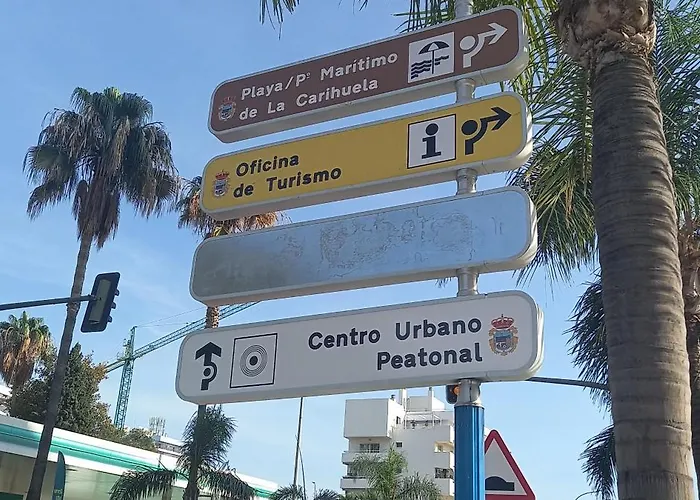 Playa/Pº Marítimo
de La Carihuela
Oficina
de Turismo
i
Centro Urbano
Peatonal